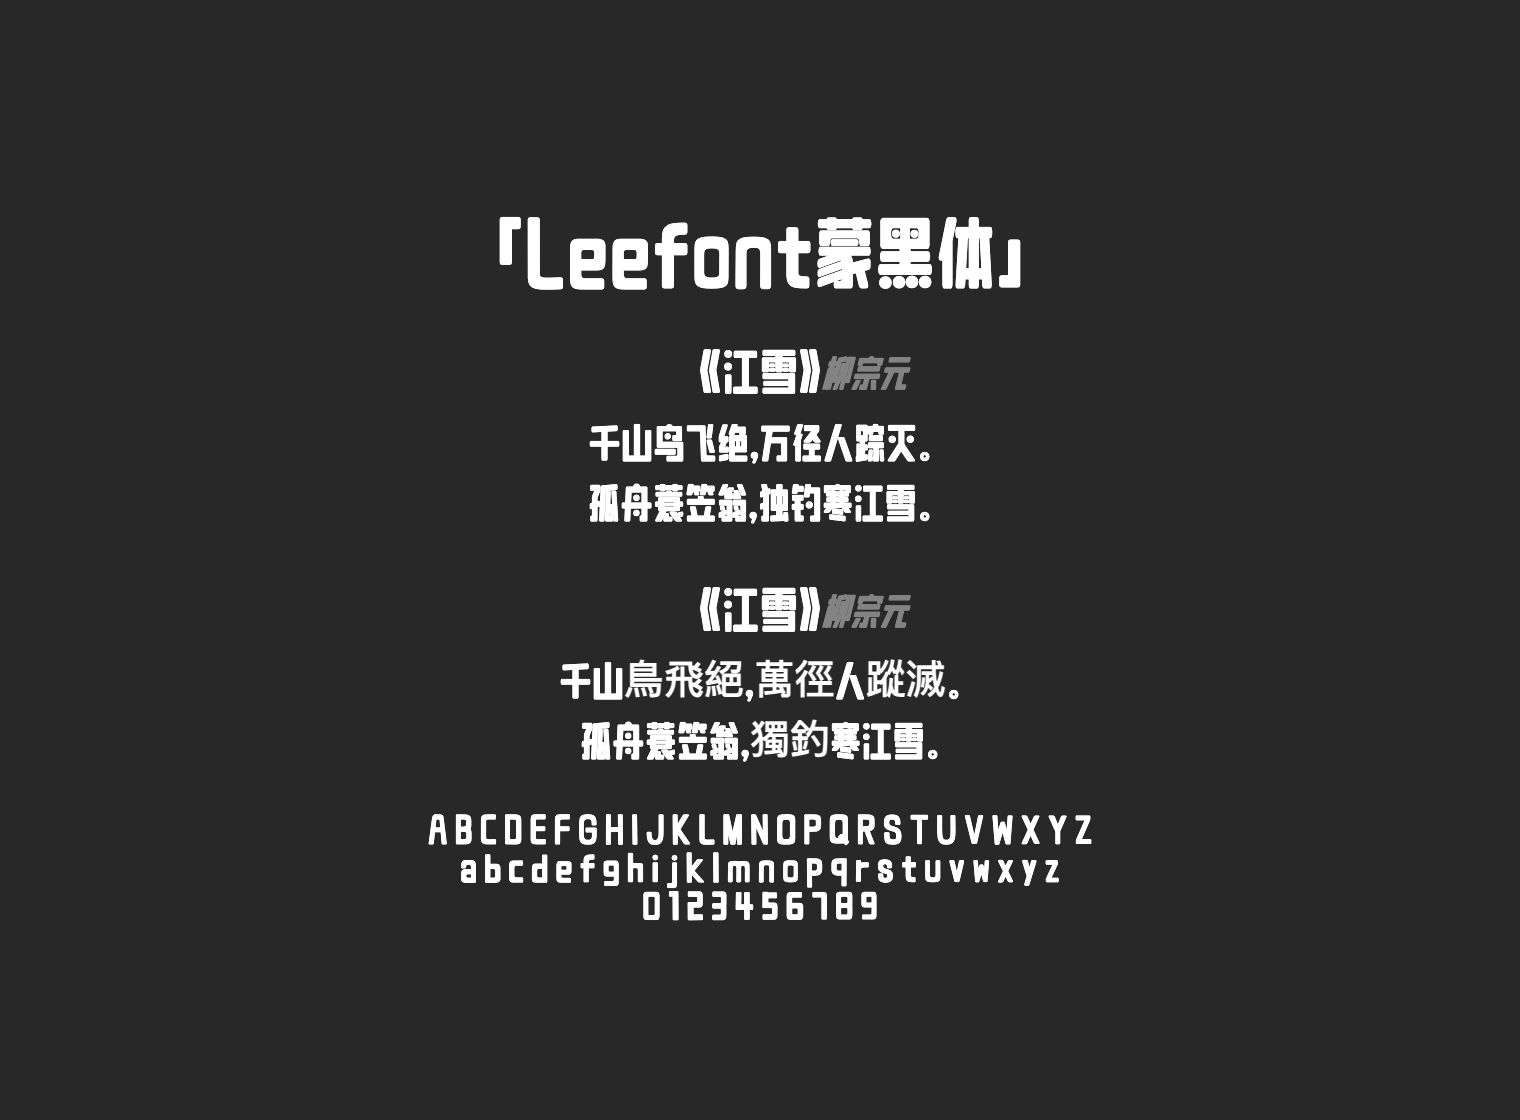 「Leefont蒙黑体」
《江雪》柳宗元
千山鸟飞绝,万径人踪灭。
孤舟蓑笠翁,独钓寒江雪。
《江雪》柳宗元
千山鳥飛絕,萬徑人蹤滅。
孤舟蓑笠翁,獨釣寒江雪。
ABCDEFGHIJKLMNOPQRSTUVWXYZ
abcdefghijklmnopqrstuvwxyz
0123456789